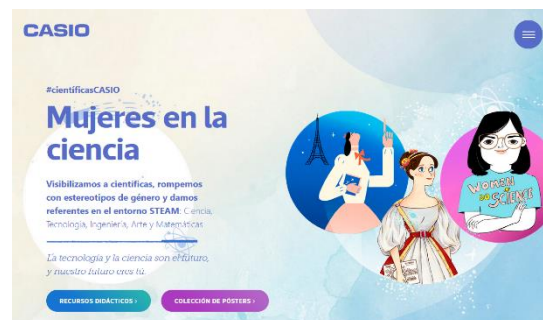 CASIO
#científicasCASIO
Mujeres en la
ciencia
Visibilizamos a científicas, rompemos
con estereotipos de género y damos
referentes en el entorno STEAM: Ciencia,
Tecnología, Ingeniería, Arte y Matemáticas
La tecnología y la ciencia son el futuro,
y nuestro futuro eres tú.
RECURSOS DIDÁCTICOS ›
COLECCIÓN DE PÓSTERS ›
WOMEN
DO SCIENCE